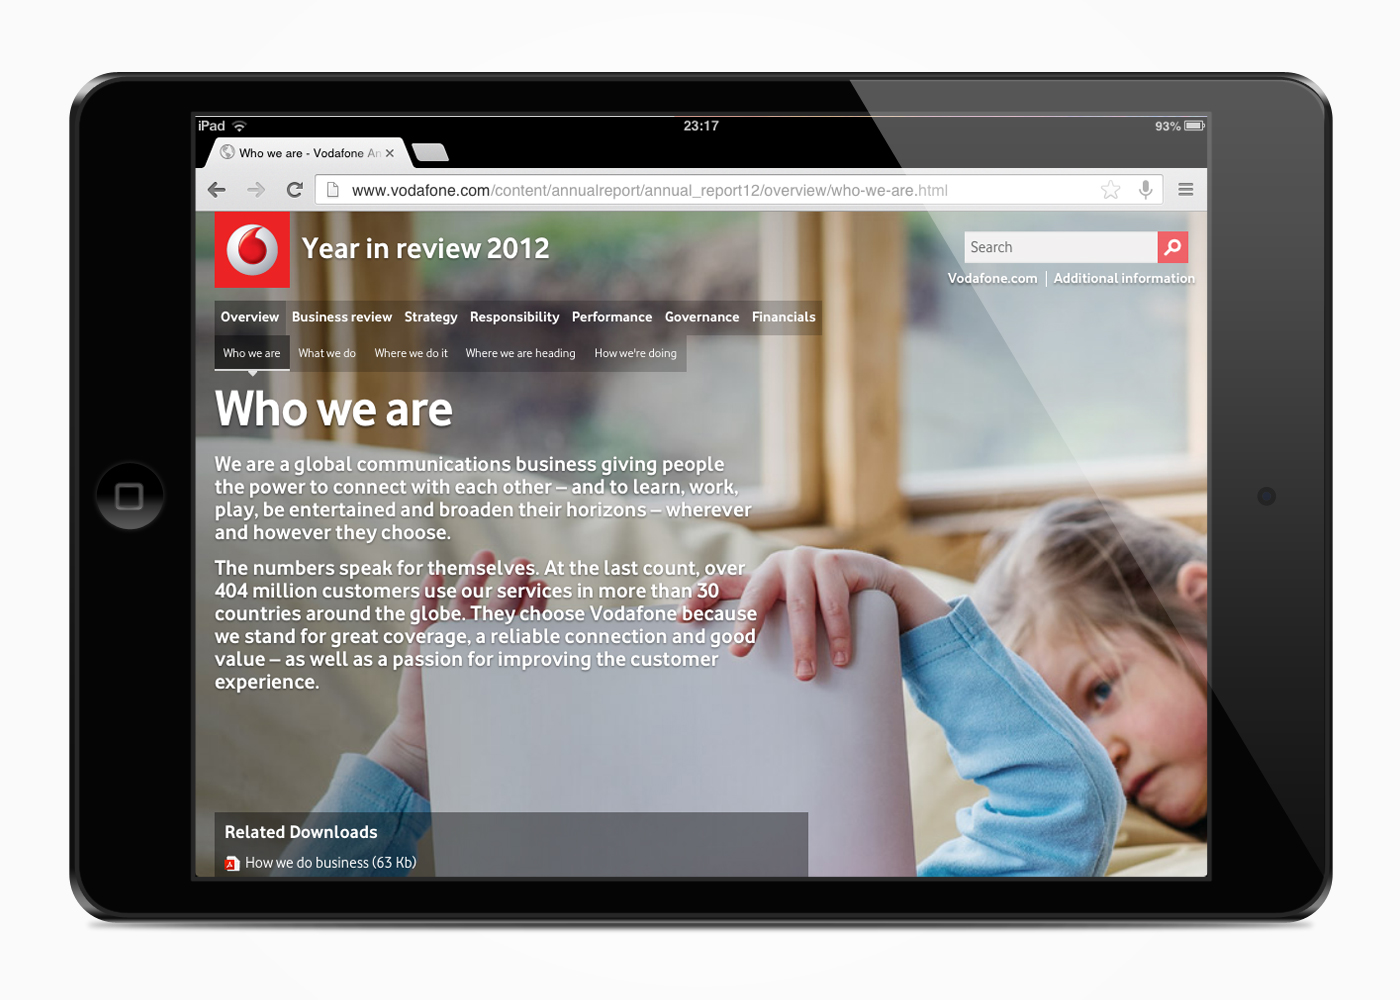 iPad 23:17 93%
Who we are - Vodafone An
www.vodafone.com/content/annualreport/annual_report12/overview/who-we-are.html
Year in review 2012
Search
Vodafone.com | Additional information
Overview Business review Strategy Responsibility Performance Governance Financials
Who we are What we do Where we do it Where we are heading How we're doing
Who we are
We are a global communications business giving people
the power to connect with each other – and to learn, work,
play, be entertained and broaden their horizons – wherever
and however they choose.
The numbers speak for themselves. At the last count, over
404 million customers use our services in more than 30
countries around the globe. They choose Vodafone because
we stand for great coverage, a reliable connection and good
value – as well as a passion for improving the customer
experience.
Related Downloads
How we do business (63 Kb)